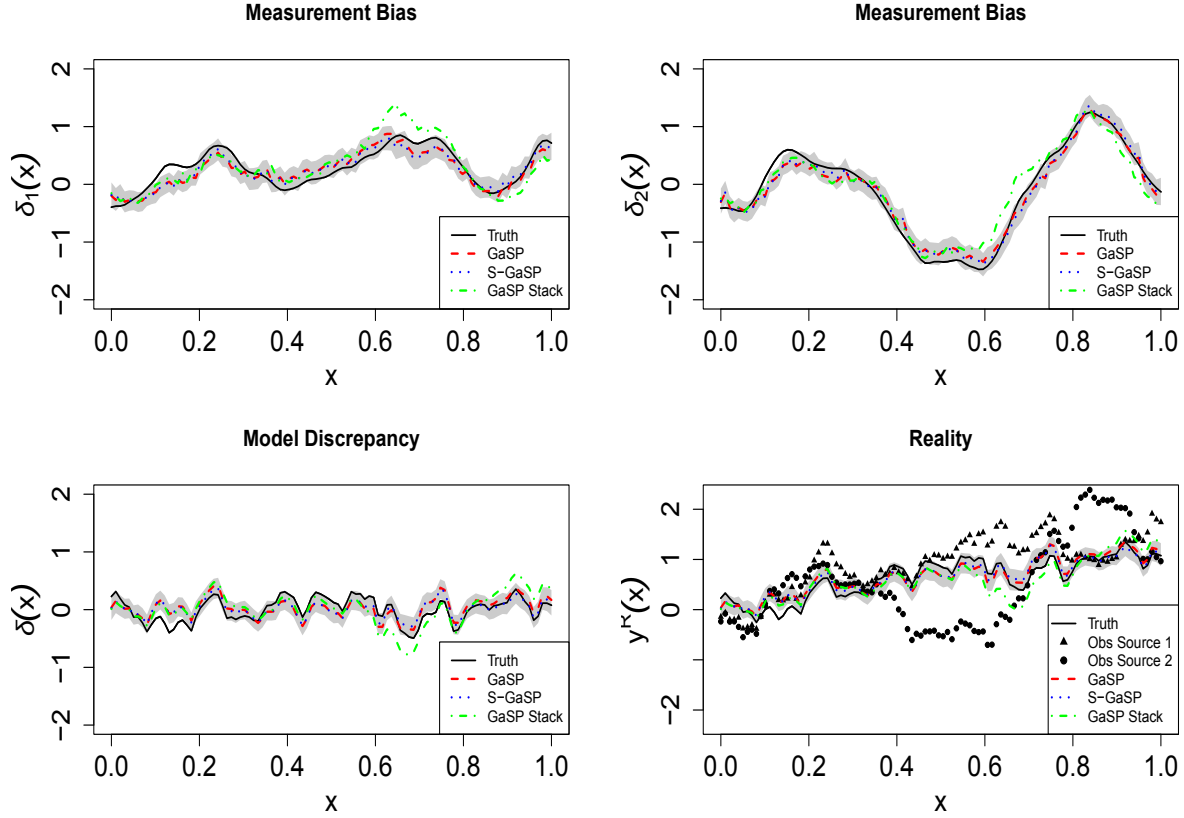 Measurement Bias
δ₁(x)
2
1
0
−1
−2
0.0 0.2 0.4 0.6 0.8 1.0
x
Truth
GaSP
S−GaSP
GaSP Stack
Measurement Bias
δ₂(x)
2
1
0
−1
−2
0.0 0.2 0.4 0.6 0.8 1.0
x
Truth
GaSP
S−GaSP
GaSP Stack
Model Discrepancy
δ(x)
2
1
0
−1
−2
0.0 0.2 0.4 0.6 0.8 1.0
x
Truth
GaSP
S−GaSP
GaSP Stack
Reality
yᴿ(x)
2
1
0
−1
−2
0.0 0.2 0.4 0.6 0.8 1.0
x
Truth
Obs Source 1
Obs Source 2
GaSP
S−GaSP
GaSP Stack